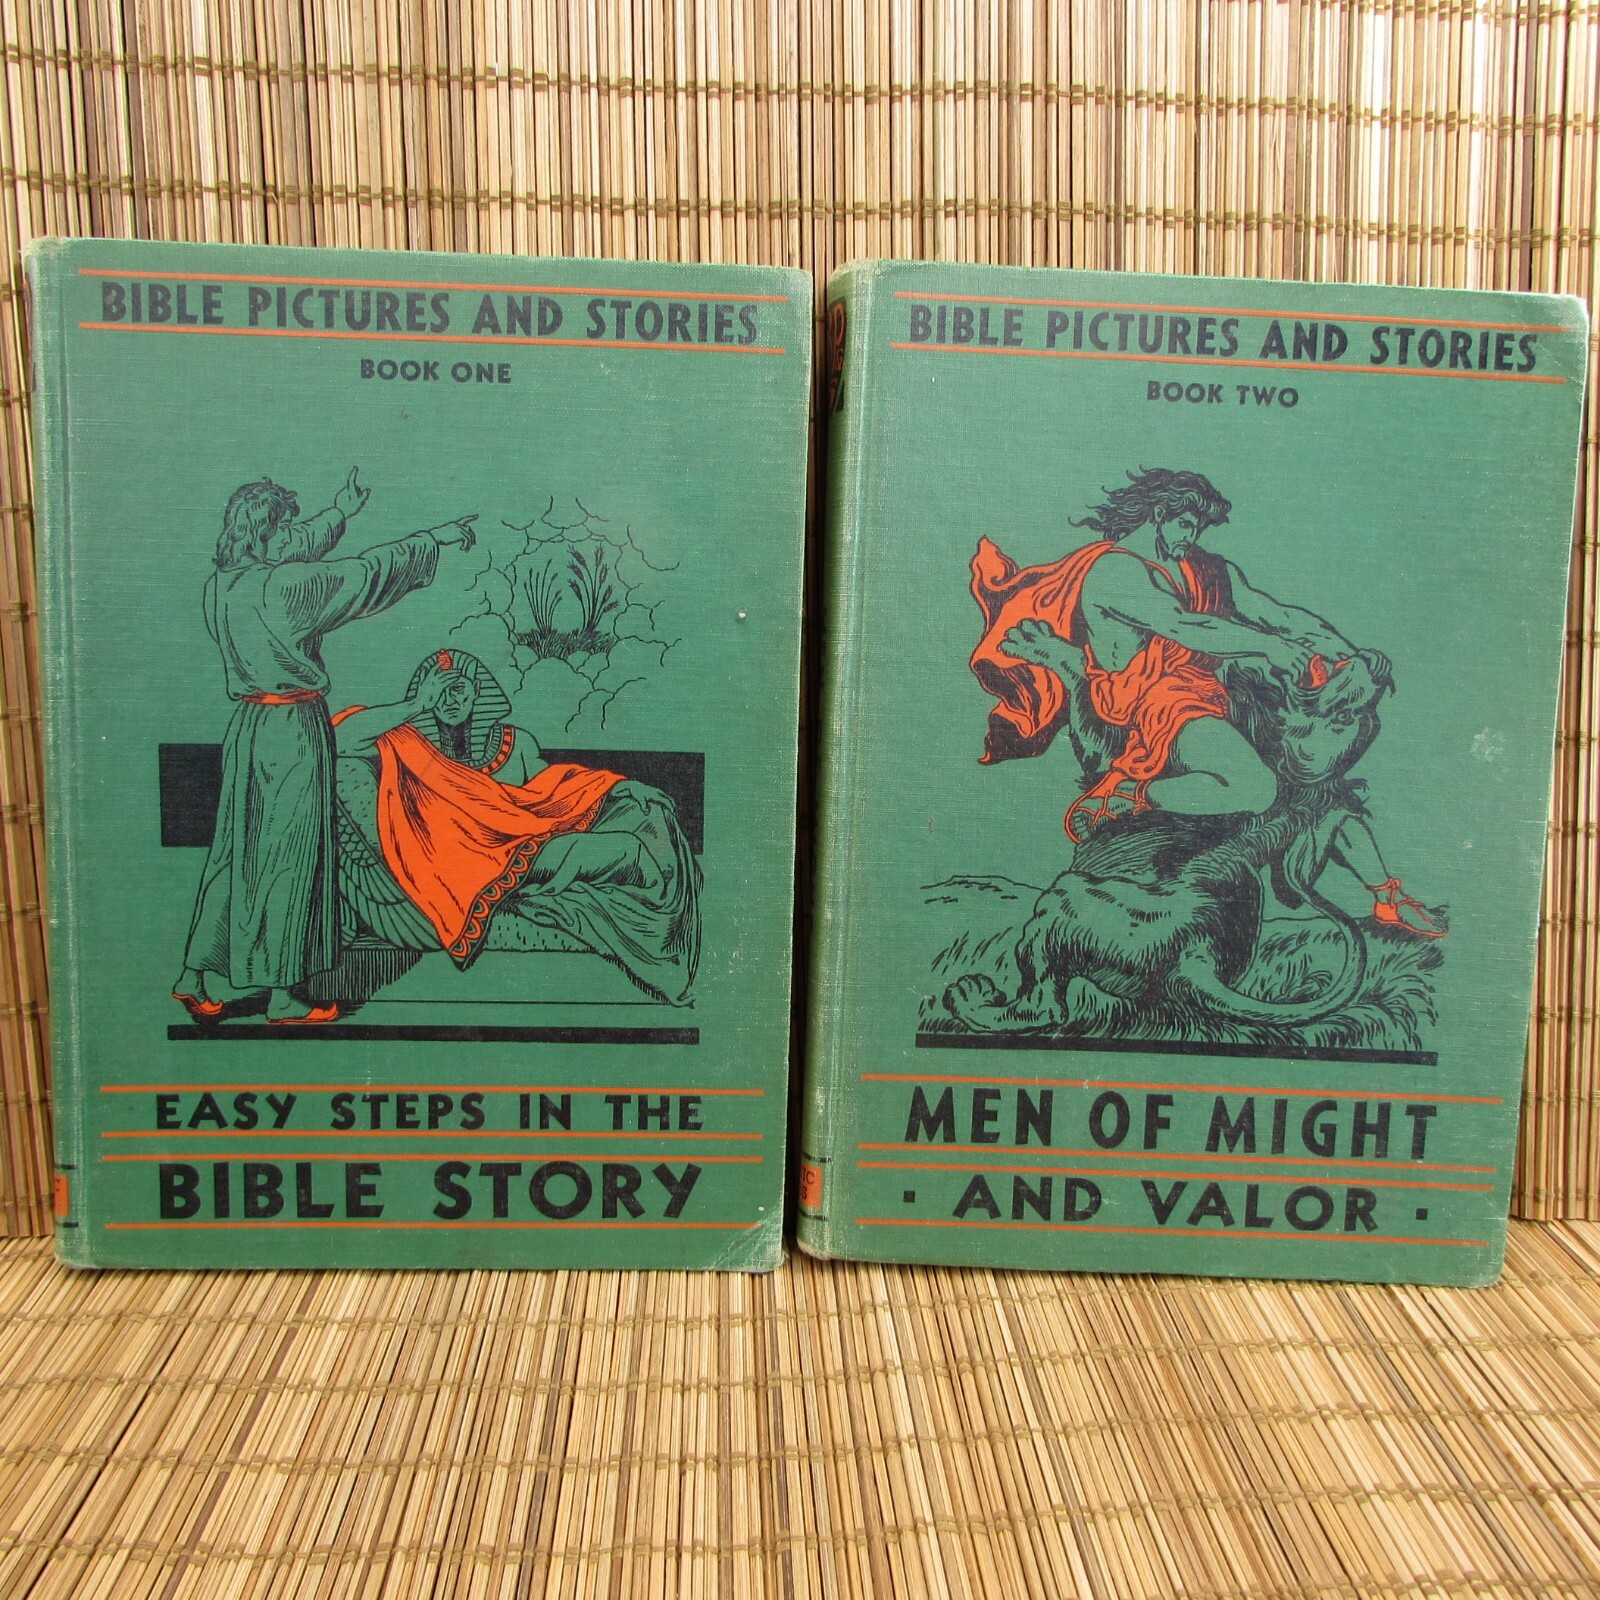 BIBLE PICTURES AND STORIES
BOOK ONE
EASY STEPS IN THE
BIBLE STORY
BIBLE PICTURES AND STORIES
BOOK TWO
MEN OF MIGHT
· AND VALOR ·